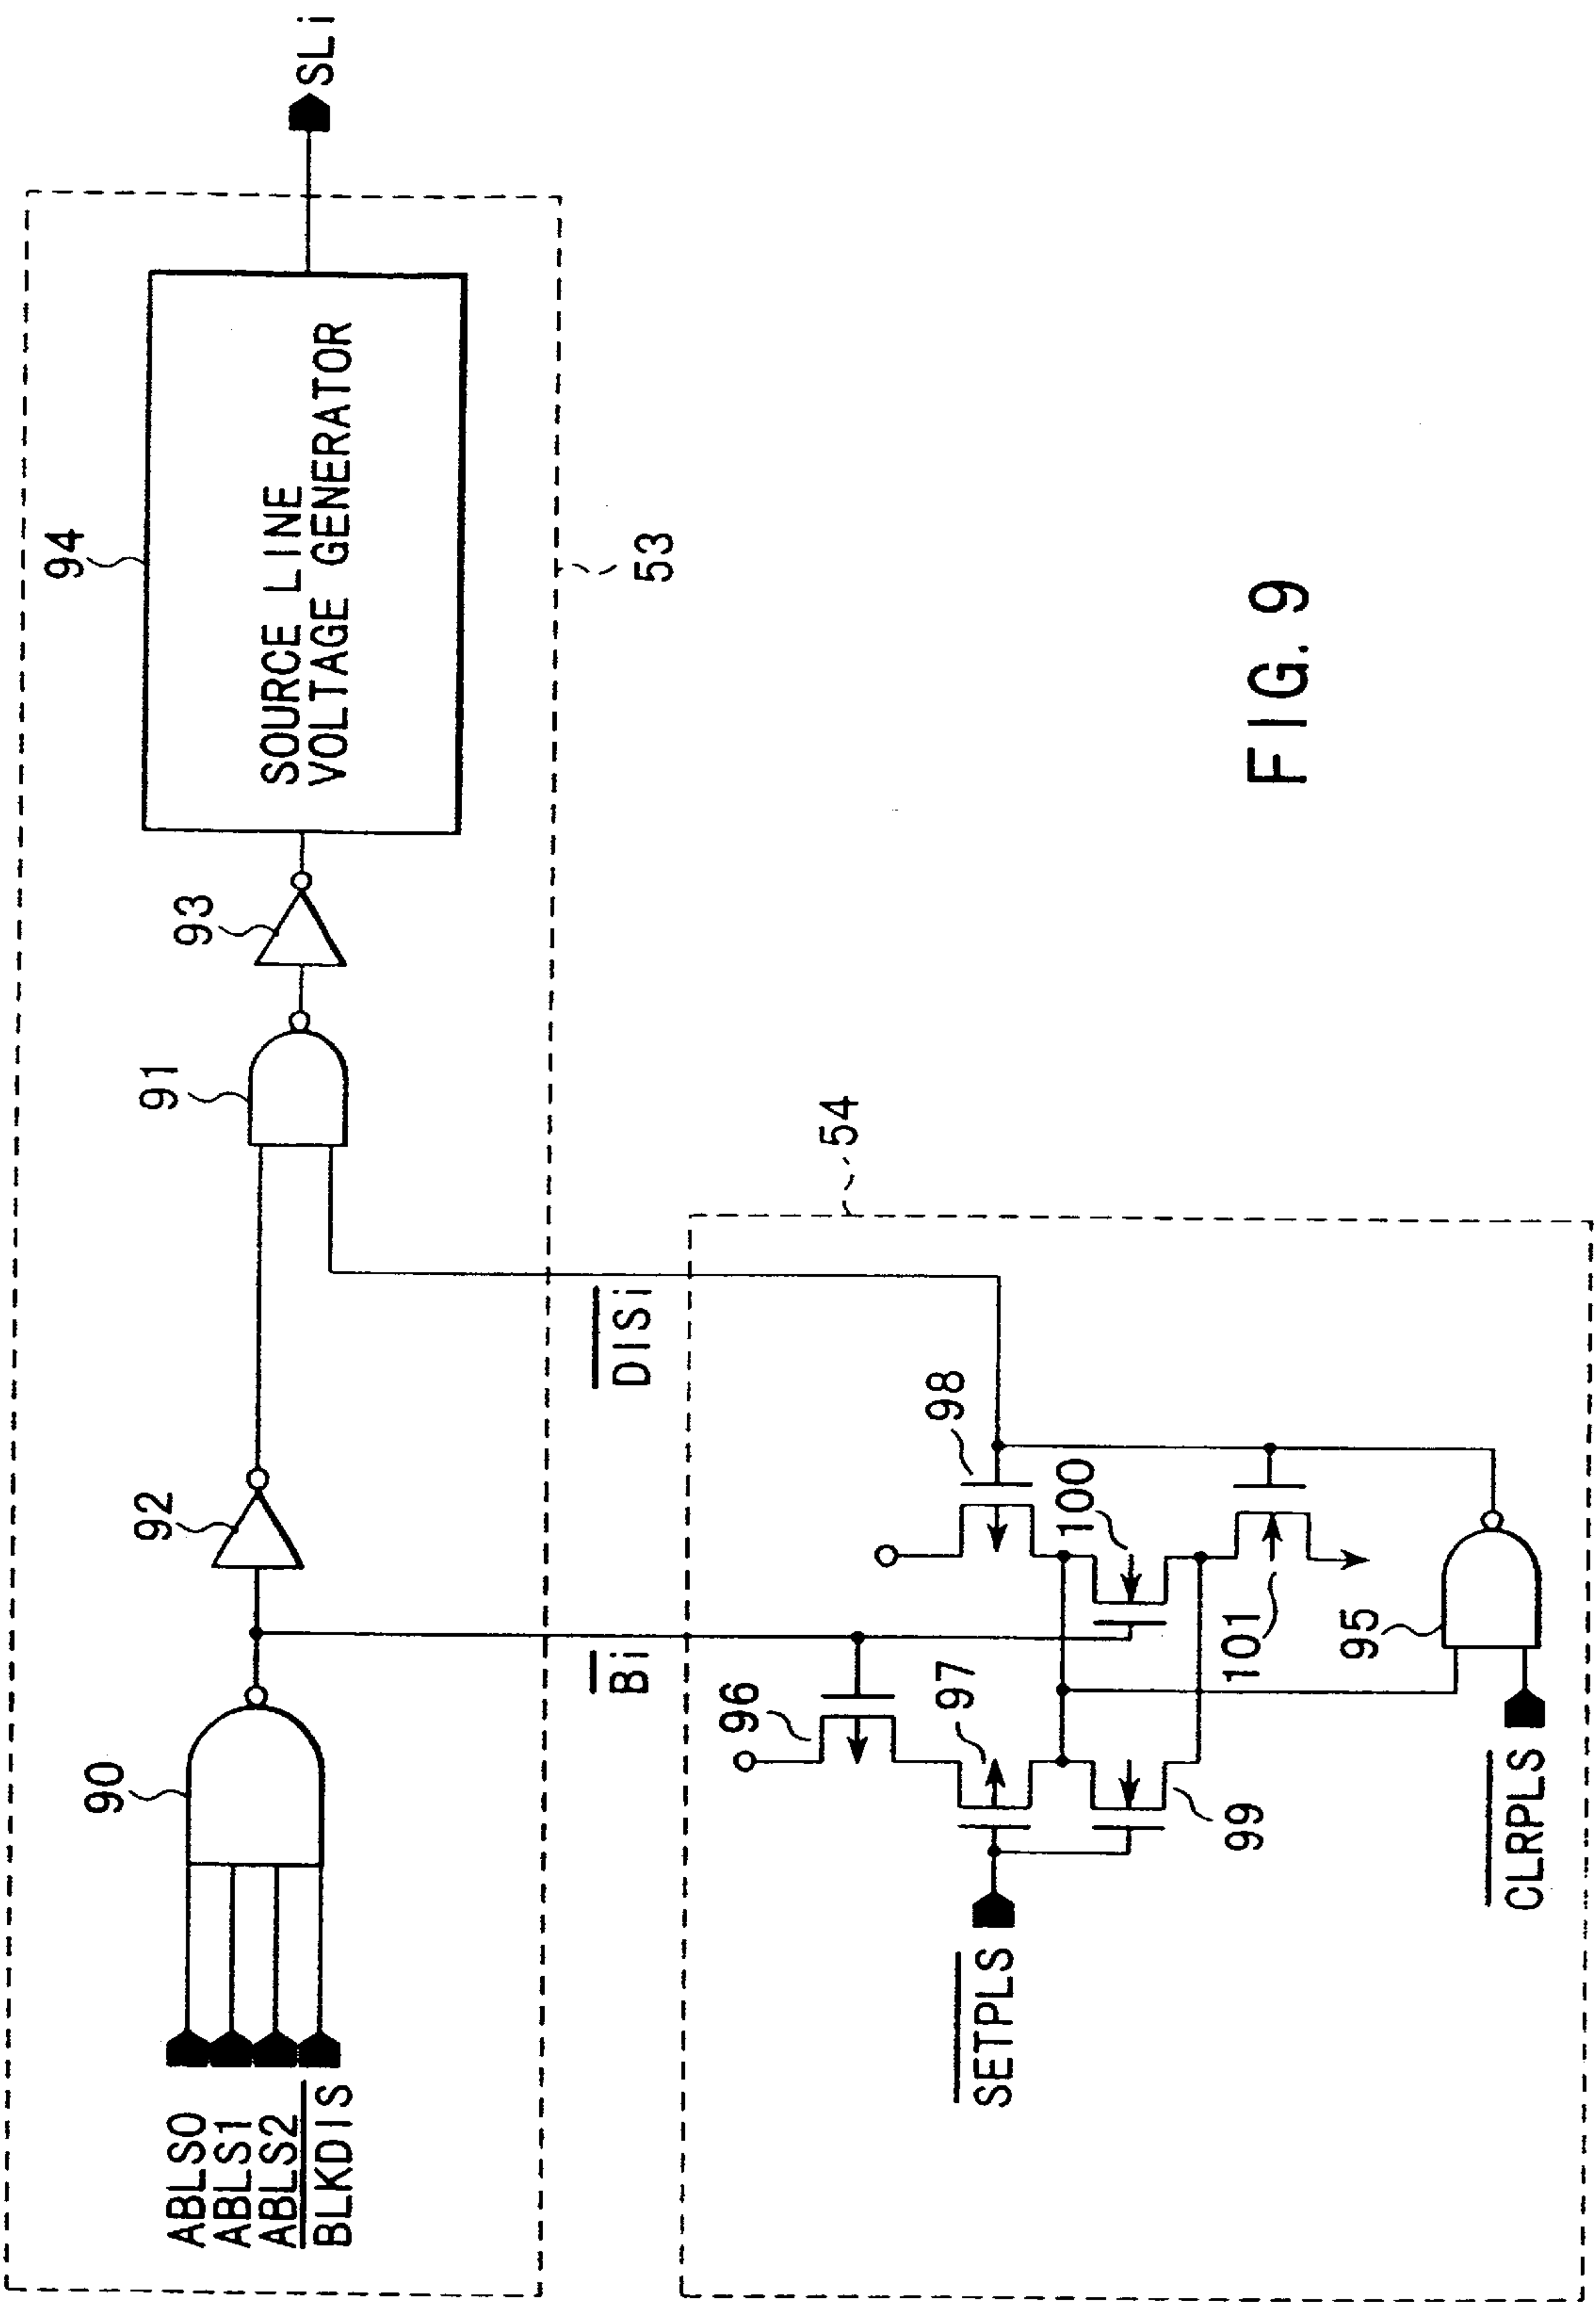 ABLS0
ABLS1
ABLS2
BLKDIS
90
92
91
93
94
SOURCE LINE
VOLTAGE GENERATOR
SLi
53
Bi
DISi
54
SETPLS
96
97
98
99
100
101
95
CLRPLS
FIG. 9